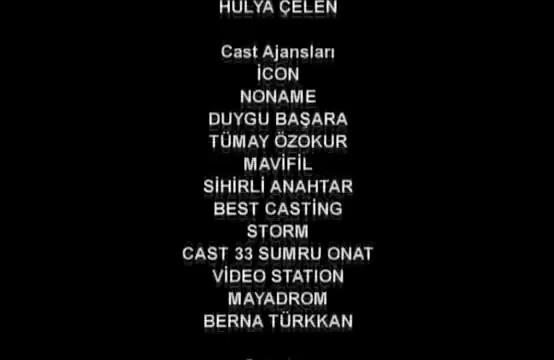 HÜLYA ÇELEN
Cast Ajansları
İCON
NONAME
DUYGU BAŞARA
TÜMAY ÖZOKUR
MAVİFİL
SİHİRLİ ANAHTAR
BEST CASTİNG
STORM
CAST 33 SUMRU ONAT
VİDEO STATION
MAYADROM
BERNA TÜRKKAN